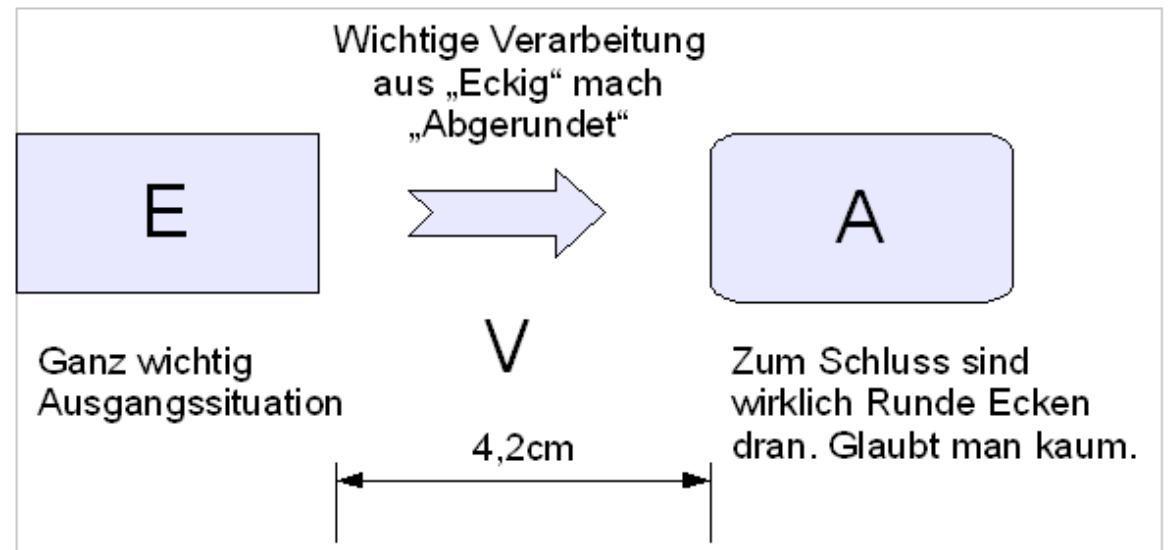 Wichtige Verarbeitung
aus „Eckig“ mach
„Abgerundet“
E
A
V
Ganz wichtig
Ausgangssituation
Zum Schluss sind
wirklich Runde Ecken
dran. Glaubt man kaum.
4,2cm